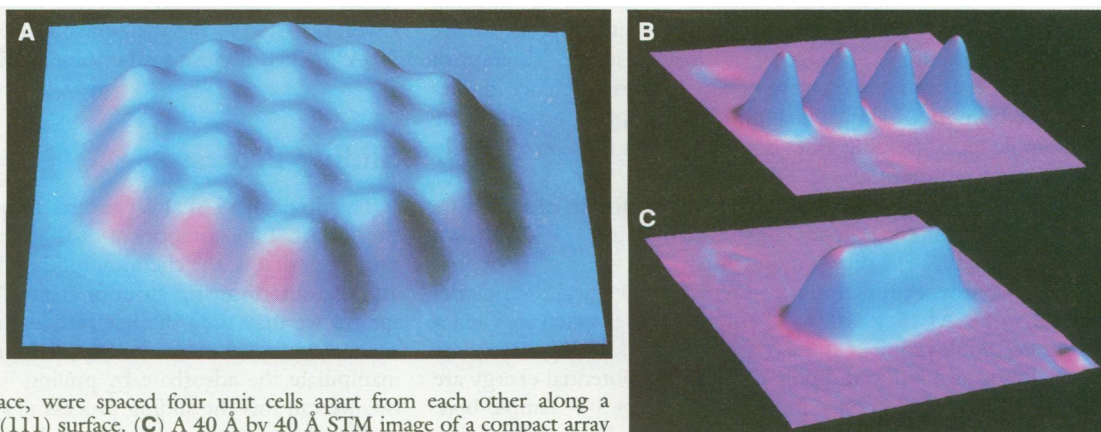 A
B
C
ace, were spaced four unit cells apart from each other along a
(111) surface. (C) A 40 Å by 40 Å STM image of a compact array